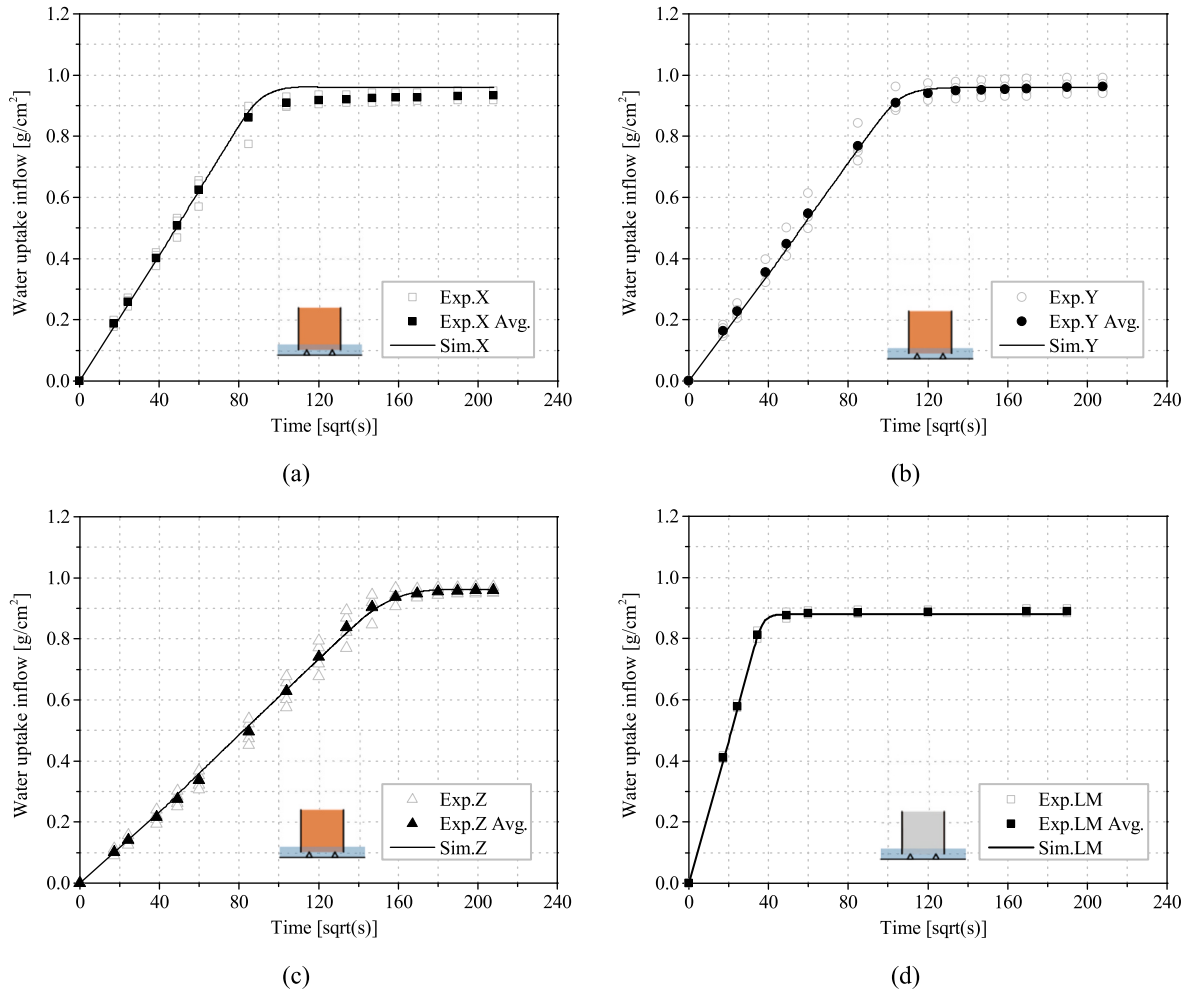 1.2
1.0
0.8
0.6
0.4
0.2
0.0
Water uptake inflow [g/cm²]
Exp.X
Exp.X Avg.
Sim.X
0 40 80 120 160 200 240
Time [sqrt(s)]
(a)
1.2
1.0
0.8
0.6
0.4
0.2
0.0
Water uptake inflow [g/cm²]
Exp.Y
Exp.Y Avg.
Sim.Y
0 40 80 120 160 200 240
Time [sqrt(s)]
(b)
1.2
1.0
0.8
0.6
0.4
0.2
0.0
Water uptake inflow [g/cm²]
Exp.Z
Exp.Z Avg.
Sim.Z
0 40 80 120 160 200 240
Time [sqrt(s)]
(c)
1.2
1.0
0.8
0.6
0.4
0.2
0.0
Water uptake inflow [g/cm²]
Exp.LM
Exp.LM Avg.
Sim.LM
0 40 80 120 160 200 240
Time [sqrt(s)]
(d)